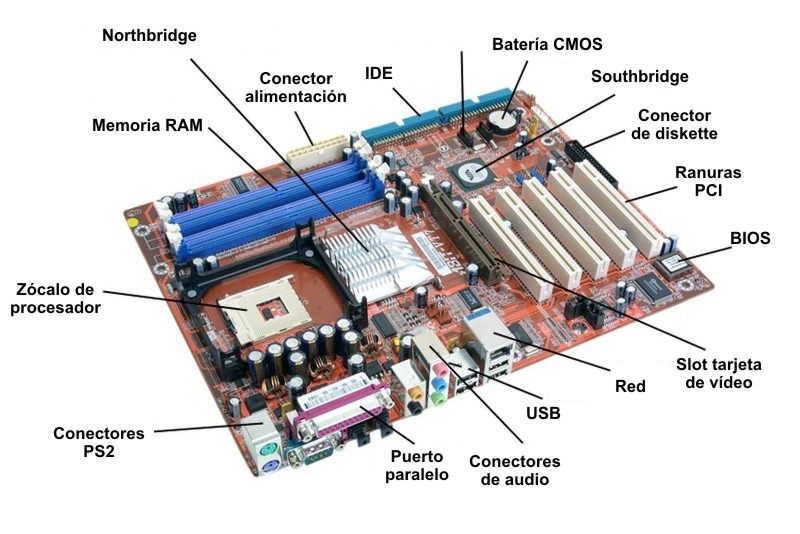 Northbridge
Batería CMOS
IDE
Conector
alimentación
Southbridge
Memoria RAM
Conector
de diskette
Ranuras
PCI
BIOS
VIA
Zócalo de
procesador
Slot tarjeta
de vídeo
Red
USB
Conectores
PS2
Puerto
paralelo
Conectores
de audio